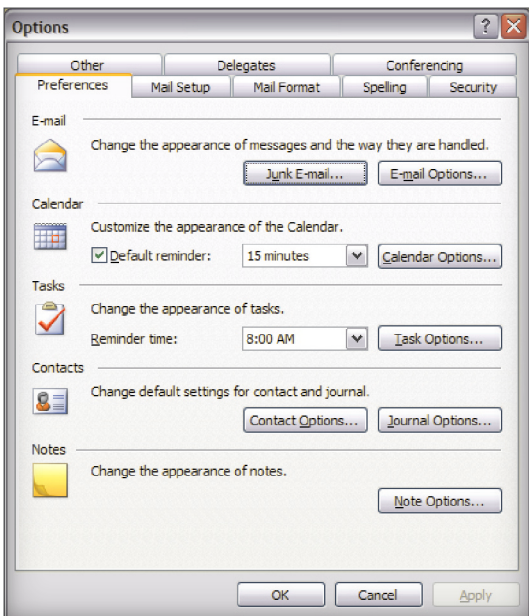 Options
Other Delegates Conferencing
Preferences Mail Setup Mail Format Spelling Security
E-mail
Change the appearance of messages and the way they are handled.
Junk E-mail... E-mail Options...
Calendar
Customize the appearance of the Calendar.
Default reminder: 15 minutes Calendar Options...
Tasks
Change the appearance of tasks.
Reminder time: 8:00 AM Task Options...
Contacts
Change default settings for contact and journal.
Contact Options... Journal Options...
Notes
Change the appearance of notes.
Note Options...
OK Cancel Apply